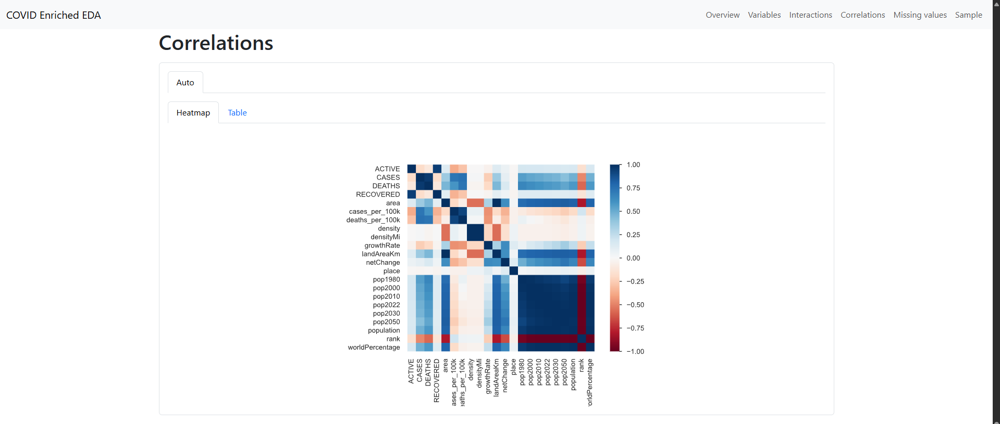 COVID Enriched EDA
Overview Variables Interactions Correlations Missing values Sample
Correlations
Auto
Heatmap Table
ACTIVE
CASES
DEATHS
RECOVERED
area
cases_per_100k
deaths_per_100k
density
densityMi
growthRate
landAreaKm
netChange
place
pop1980
pop2000
pop2010
pop2022
pop2030
pop2050
population
rank
worldPercentage
ACTIVE
CASES
DEATHS
RECOVERED
area
ases_per_100k
eaths_per_100k
density
densityMi
growthRate
landAreaKm
netChange
place
pop1980
pop2000
pop2010
pop2022
pop2030
pop2050
population
rank
orldPercentage
1.00
0.75
0.50
0.25
0.00
−0.25
−0.50
−0.75
−1.00